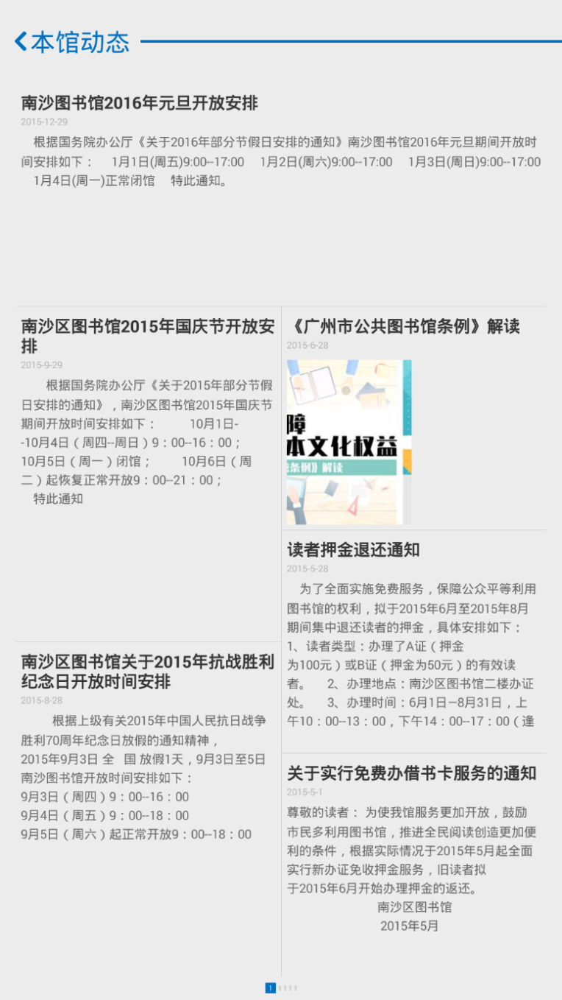 本馆动态
南沙图书馆2016年元旦开放安排
2015-12-29
根据国务院办公厅《关于2016年部分节假日安排的通知》南沙图书馆2016年元旦期间开放时
间安排如下： 1月1日(周五)9:00--17:00 1月2日(周六)9:00--17:00 1月3日(周日)9:00--17:00
1月4日(周一)正常闭馆 特此通知。
南沙区图书馆2015年国庆节开放安
排
2015-9-29
根据国务院办公厅《关于2015年部分节假
日安排的通知》，南沙区图书馆2015年国庆节
期间开放时间安排如下： 10月1日-
-10月4日（周四--周日）9：00--16：00；
10月5日（周一）闭馆； 10月6日（周
二）起恢复正常开放9：00--21：00；
特此通知
南沙区图书馆关于2015年抗战胜利
纪念日开放时间安排
2015-8-28
根据上级有关2015年中国人民抗日战争
胜利70周年纪念日放假的通知精神，
2015年9月3日 全 国 放假1天，9月3日至5日
南沙图书馆开放时间安排如下：
9月3日（周四）9：00--16：00
9月4日（周五）9：00--18：00
9月5日（周六）起正常开放9：00--18：00
《广州市公共图书馆条例》解读
2015-6-28
障
本文化权益
条例》解读
读者押金退还通知
2015-5-28
为了全面实施免费服务，保障公众平等利用
图书馆的权利，拟于2015年6月至2015年8月
期间集中退还读者的押金，具体安排如下：
1、读者类型：办理了A证（押金
为100元）或B证（押金为50元）的有效读
者。 2、办理地点：南沙区图书馆二楼办证
处。 3、办理时间：6月1日—8月31日，上
午10：00--13：00，下午14：00--17：00（逢
关于实行免费办借书卡服务的通知
2015-5-1
尊敬的读者： 为使我馆服务更加开放，鼓励
市民多利用图书馆，推进全民阅读创造更加便
利的条件，根据实际情况于2015年5月起全面
实行新办证免收押金服务，旧读者拟
于2015年6月开始办理押金的返还。
南沙区图书馆
2015年5月
1